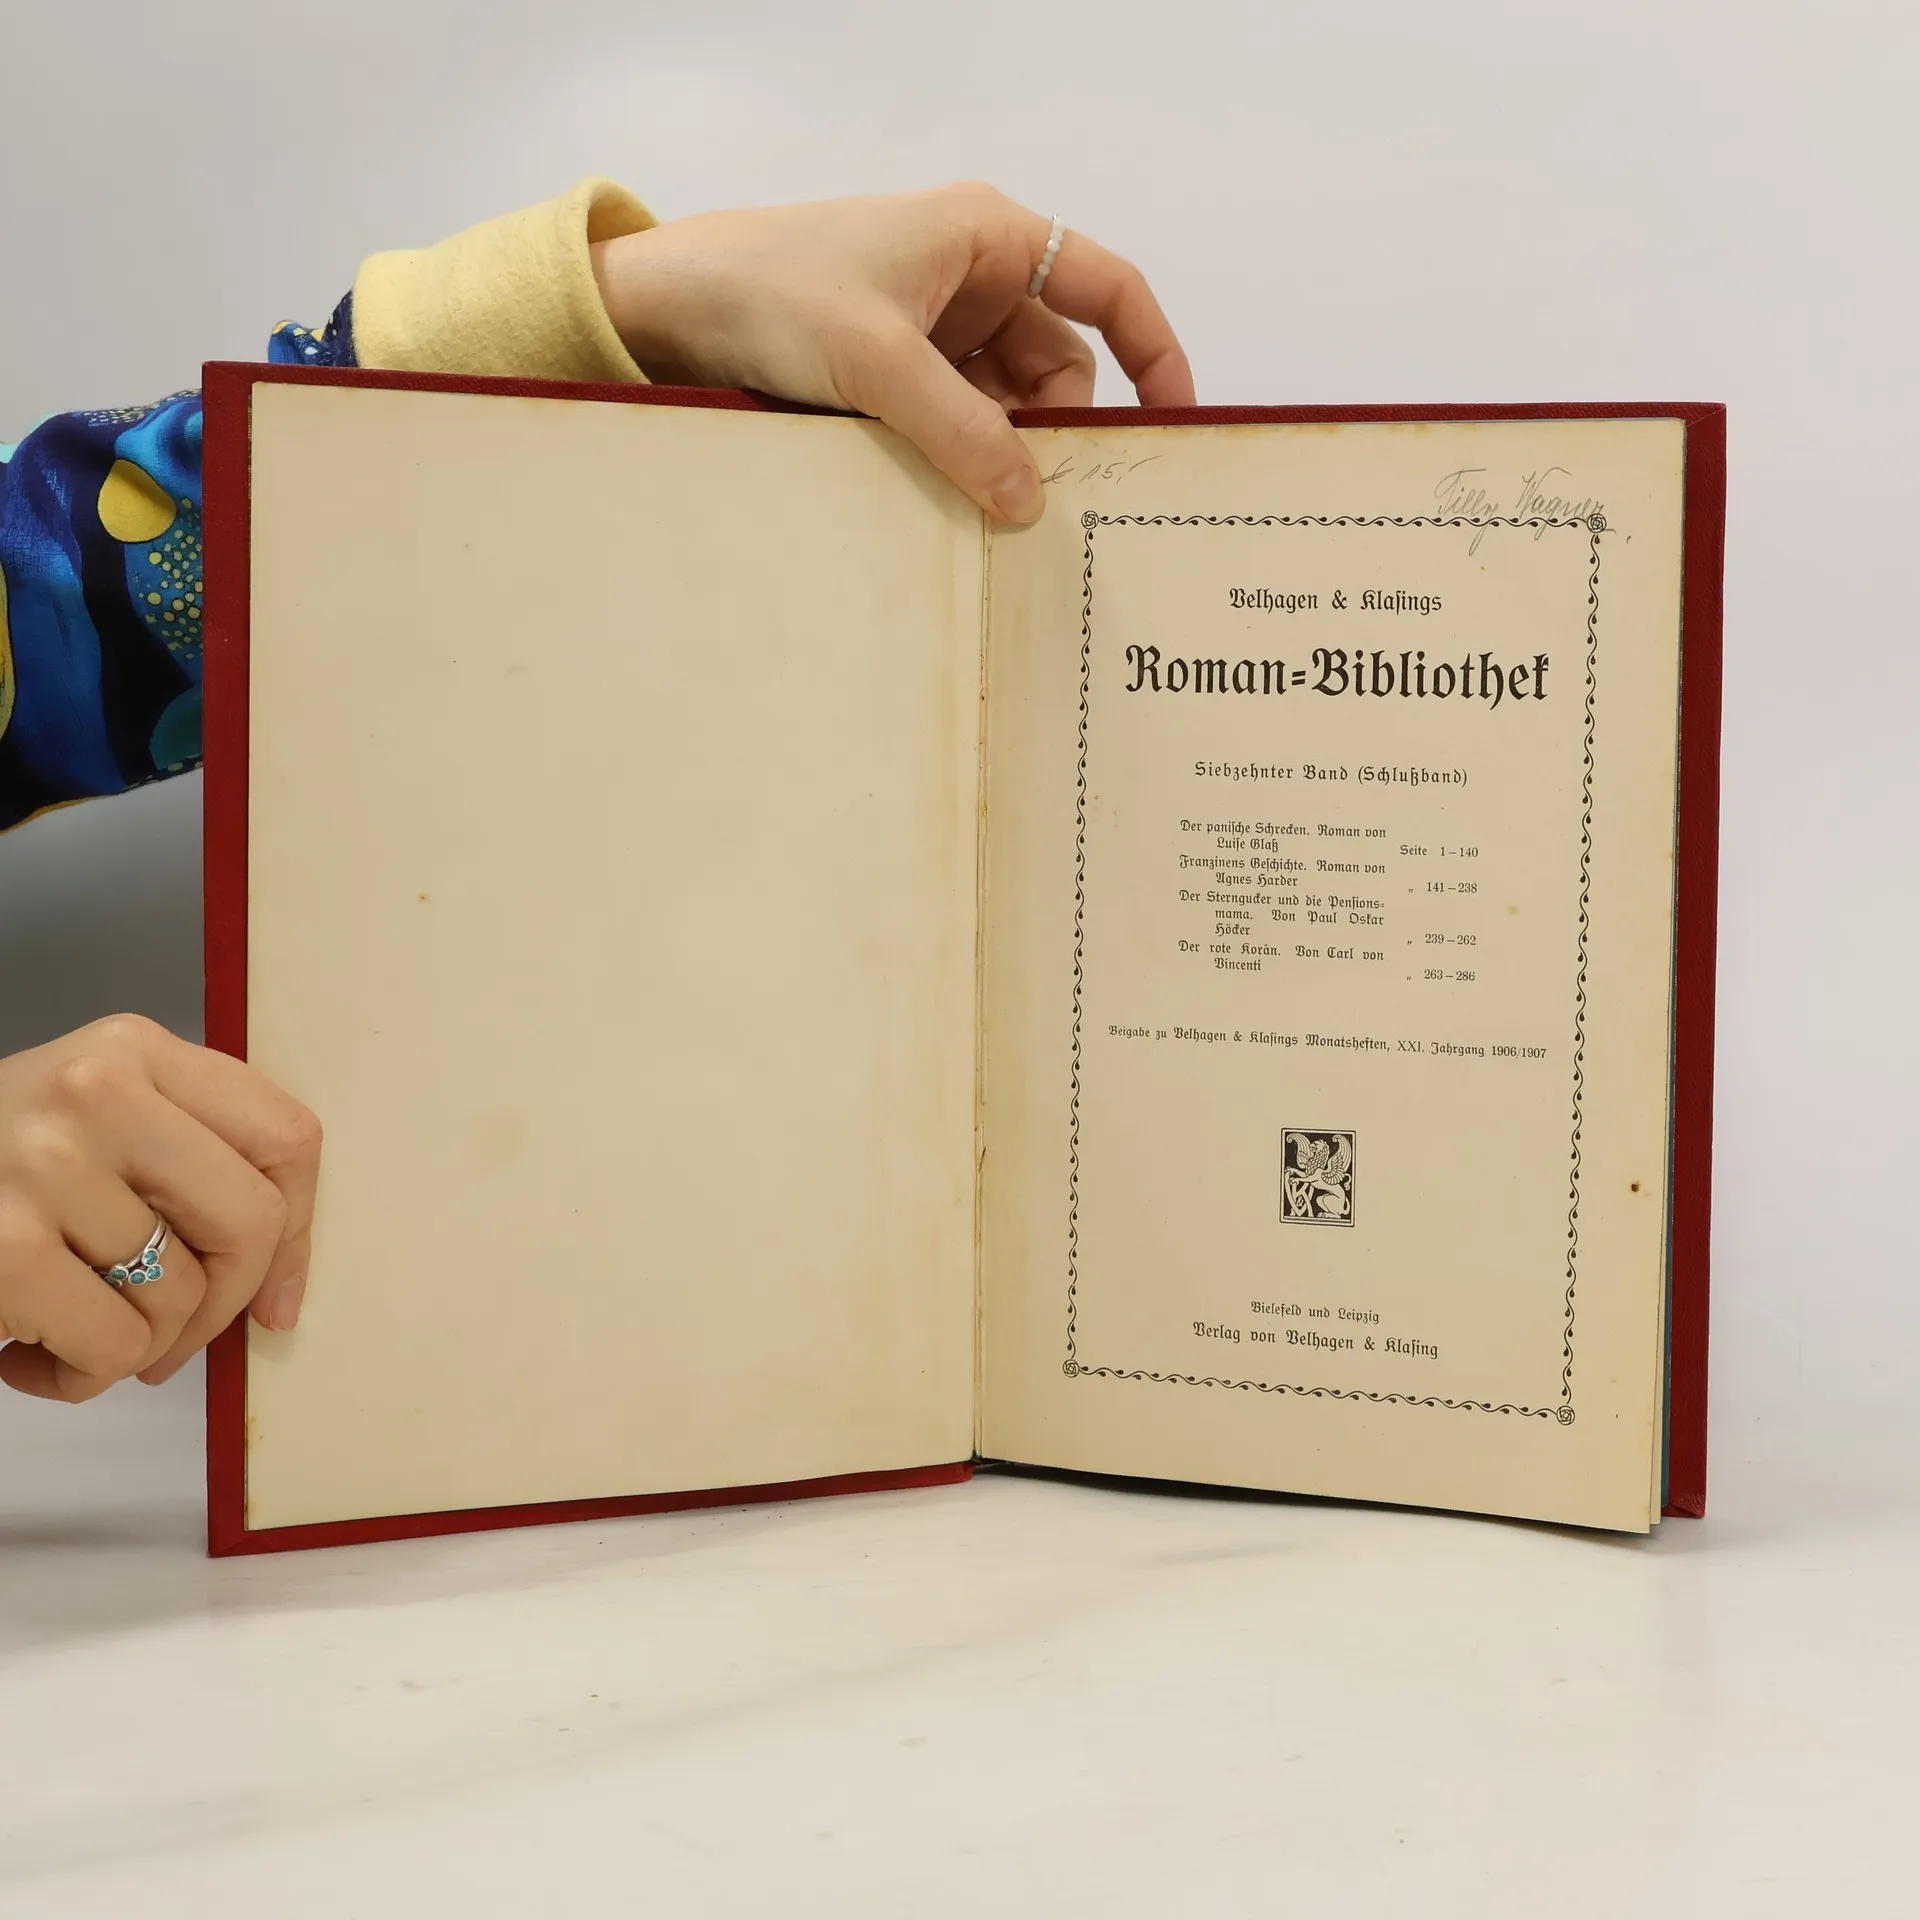 € 15,-
Tilly Wagner.
Velhagen & Klaſings
Roman=Bibliothek
Siebzehnter Band (Schlußband)
Der paniſche Schrecken. Roman von
Luiſe Glaß Seite 1–140
Franzinens Geſchichte. Roman von
Agnes Harder „ 141–238
Der Sterngucker und die Penſions=
mama. Von Paul Oskar
Höcker „ 239–262
Der rote Korân. Von Carl von
Vincenti „ 263–286
Beigabe zu Velhagen & Klaſings Monatsheften, XXI. Jahrgang 1906/1907
V&K
Bielefeld und Leipzig
Verlag von Velhagen & Klaſing